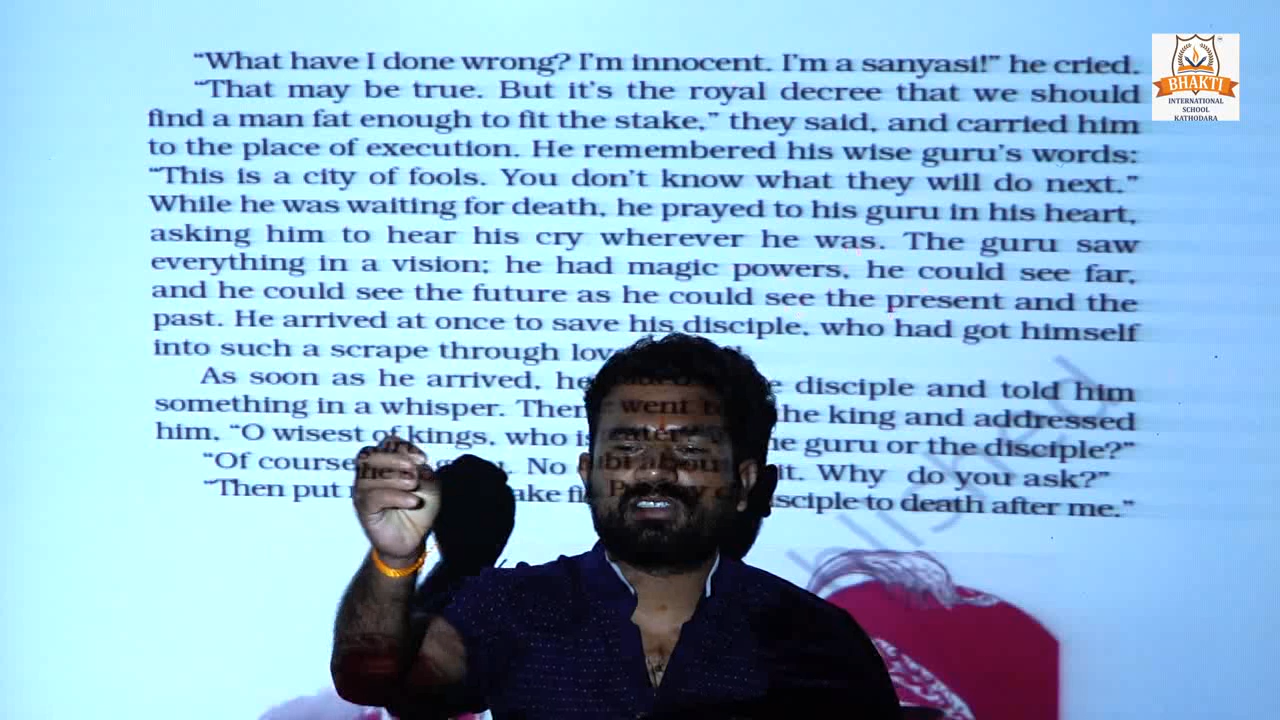 “What have I done wrong? I’m innocent. I’m a sanyasi!” he cried.
“That may be true. But it’s the royal decree that we should
find a man fat enough to fit the stake,” they said, and carried him
to the place of execution. He remembered his wise guru’s words:
“This is a city of fools. You don’t know what they will do next.”
While he was waiting for death, he prayed to his guru in his heart,
asking him to hear his cry wherever he was. The guru saw
everything in a vision; he had magic powers, he could see far,
and he could see the future as he could see the present and the
past. He arrived at once to save his disciple, who had got himself
into such a scrape through
As soon as he arrived, he disciple and told him
something in a whisper. Then went the king and addressed
him, “O wisest of kings, who is guru or the disciple?”
“Of course No it. Why do you ask?”
“Then put disciple to death after me.”
blished
BHAKTI
INTERNATIONAL
SCHOOL
KATHODARA